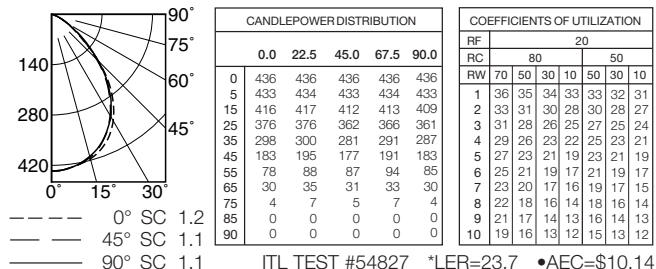 90°
75°
60°
45°
140
280
420
0° 15° 30°
0° SC 1.2
45° SC 1.1
90° SC 1.1
CANDLEPOWER DISTRIBUTION
0.0 22.5 45.0 67.5 90.0
0 436 436 436 436 436
5 433 434 433 434 433
15 416 417 412 413 409
25 376 376 362 366 361
35 298 300 281 291 287
45 183 195 177 191 183
55 78 88 87 94 85
65 30 35 31 33 30
75 4 7 5 7 4
85 0 0 0 0 0
90 0 0 0 0 0
COEFFICIENTS OF UTILIZATION
RF 20
RC 80 50
RW 70 50 30 10 50 30 10
1 36 35 34 33 33 32 31
2 33 31 30 28 30 28 27
3 31 28 26 25 27 25 24
4 29 26 23 22 25 23 21
5 27 23 21 19 23 21 19
6 25 21 19 17 21 19 17
7 23 20 17 16 19 17 15
8 22 18 16 14 18 16 14
9 21 17 14 13 16 14 13
10 19 16 13 12 15 13 12
ITL TEST #54827 *LER=23.7 •AEC=$10.14